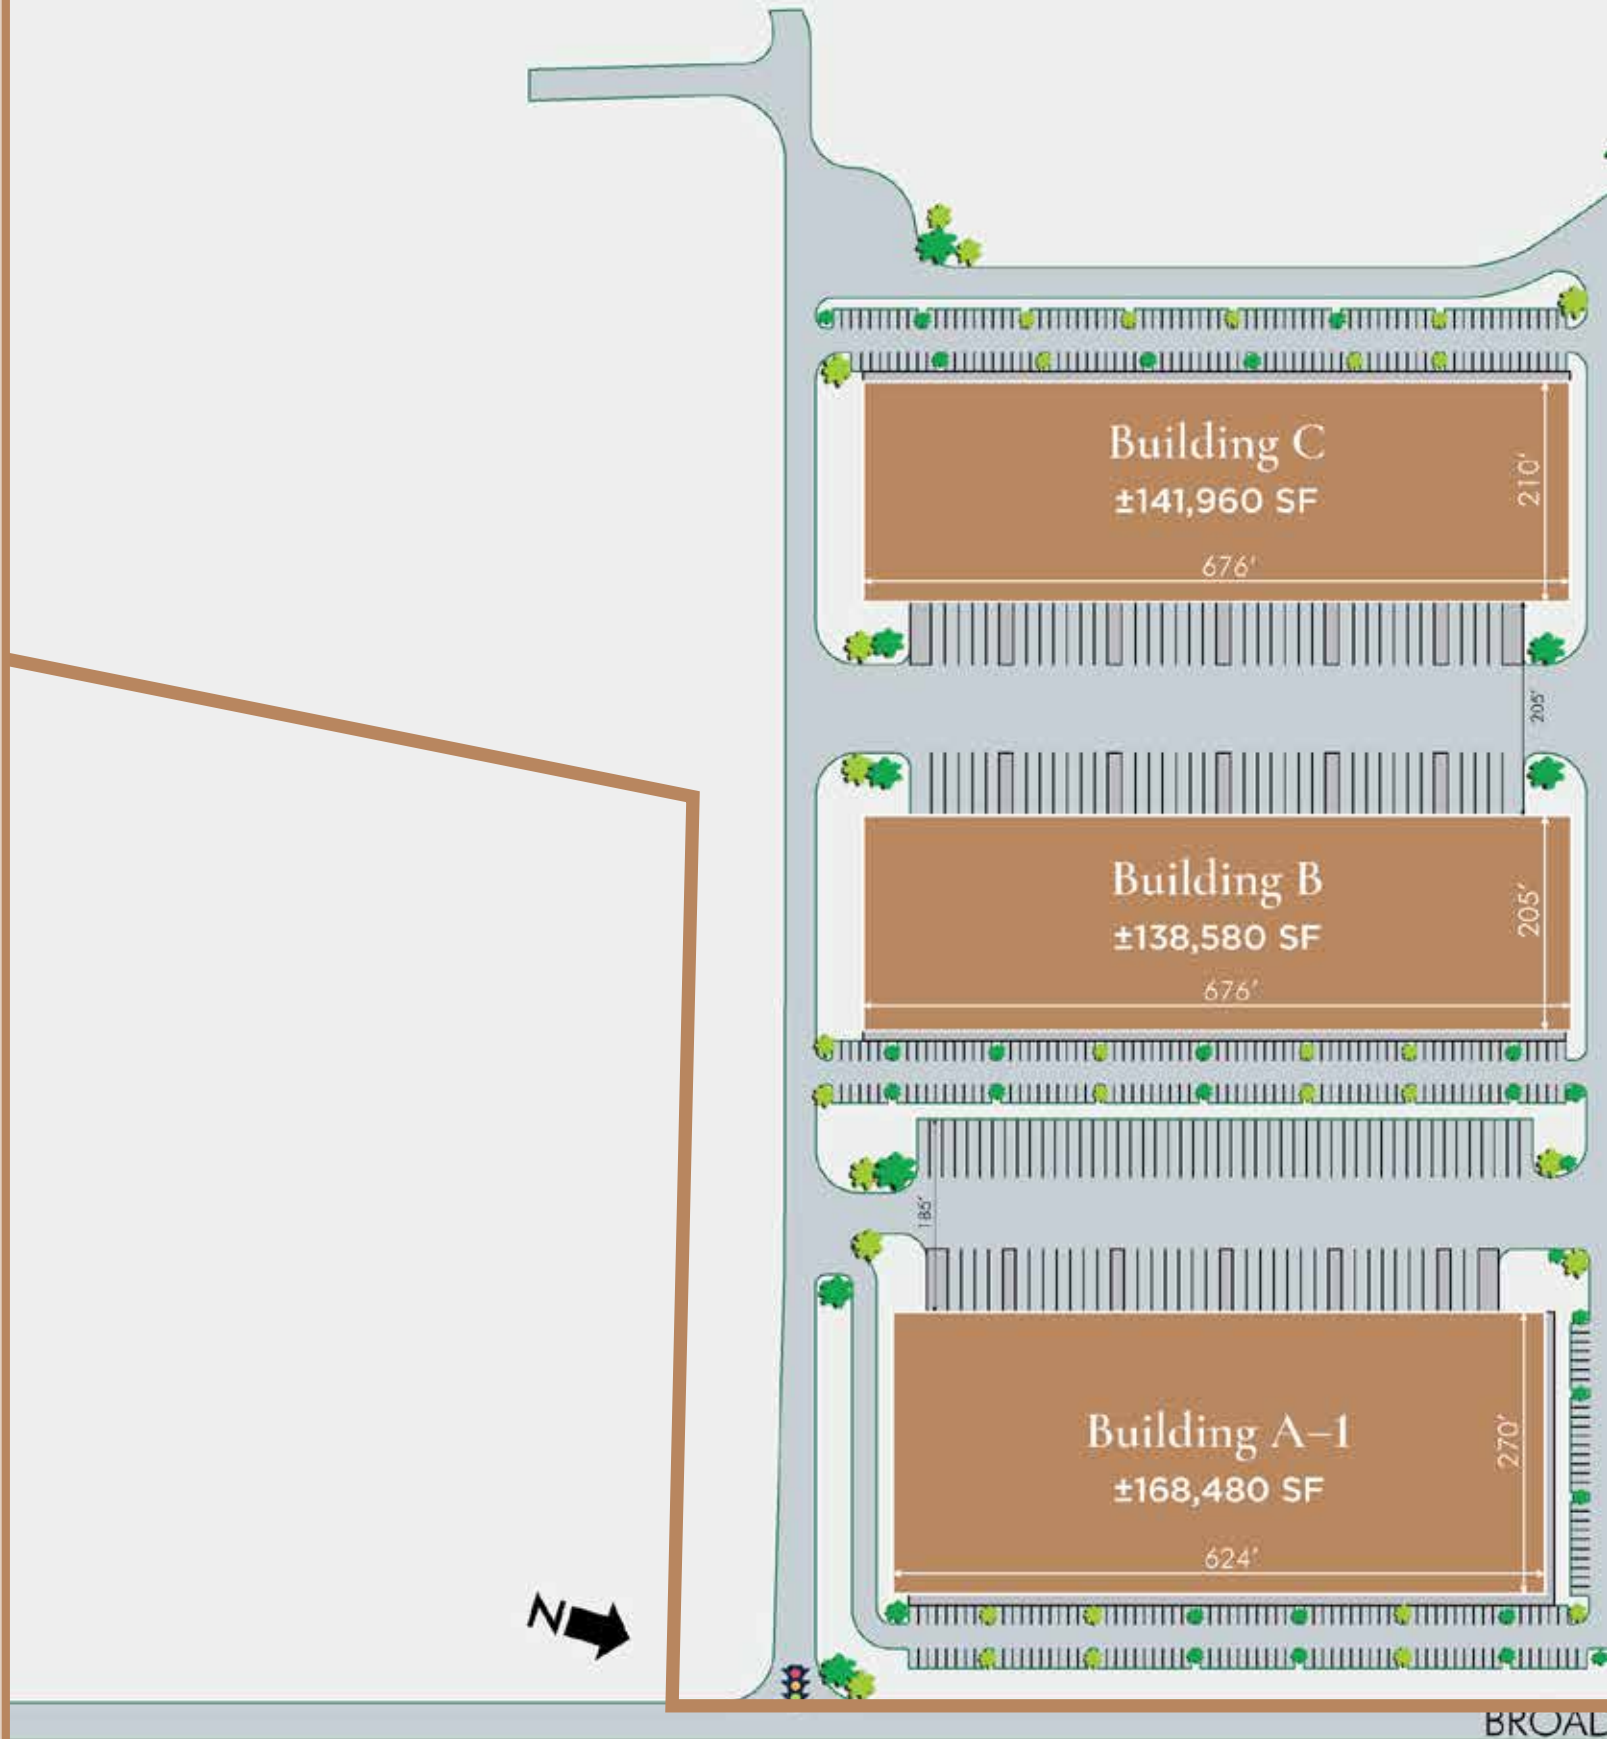 Building C
±141,960 SF
210'
676'
205'
Building B
±138,580 SF
205'
676'
186'
Building A–1
±168,480 SF
270'
624'
N
BROAD